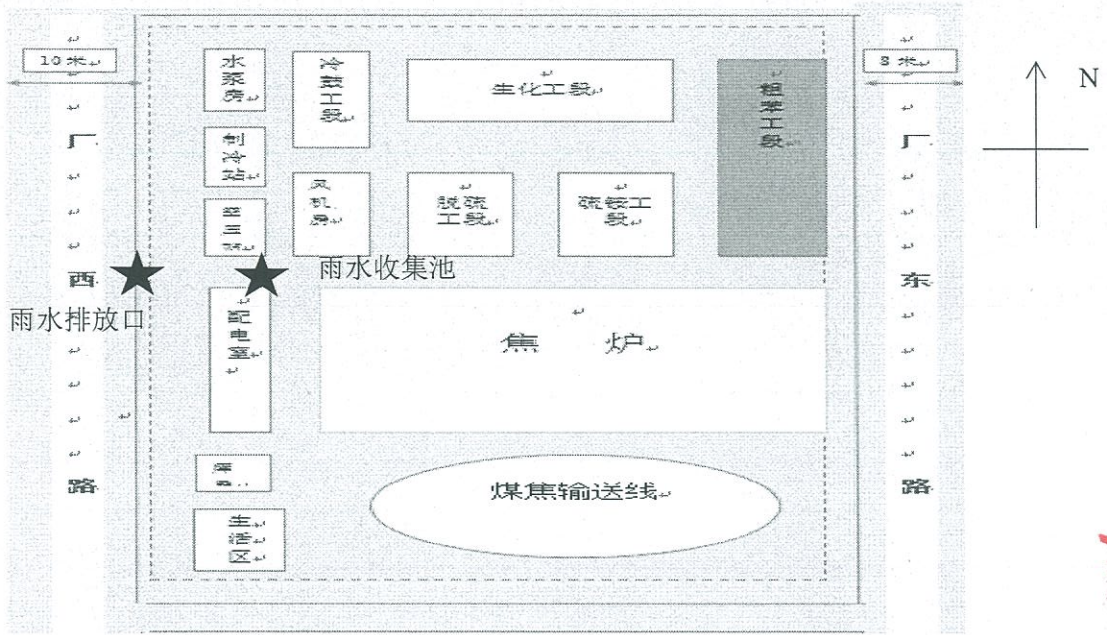 10 米
8 米
N
水
泵
房
冷
鼓
工
段
生化工段
粗
苯
工
段
制
冷
站
风
机
房
脱硫
工段
硫铵工
段
厂
西
路
厂
东
路
雨水收集池
雨水排放口
配
电
室
焦 炉
煤焦输送线
生
活
区